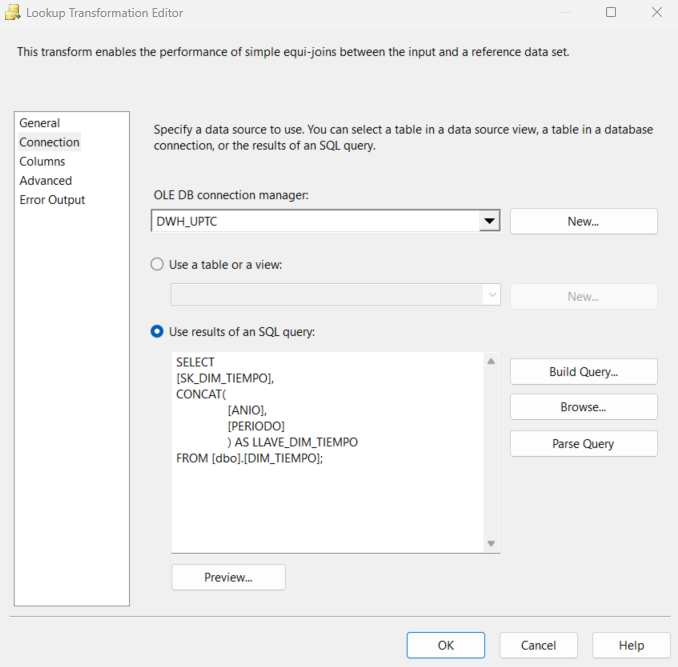 Lookup Transformation Editor
This transform enables the performance of simple equi-joins between the input and a reference data set.
General
Connection
Columns
Advanced
Error Output
Specify a data source to use. You can select a table in a data source view, a table in a database
connection, or the results of an SQL query.
OLE DB connection manager:
DWH_UPTC
New...
Use a table or a view:
New...
Use results of an SQL query:
SELECT
[SK_DIM_TIEMPO],
CONCAT(
[ANIO],
[PERIODO]
) AS LLAVE_DIM_TIEMPO
FROM [dbo].[DIM_TIEMPO];
Build Query...
Browse...
Parse Query
Preview...
OK
Cancel
Help